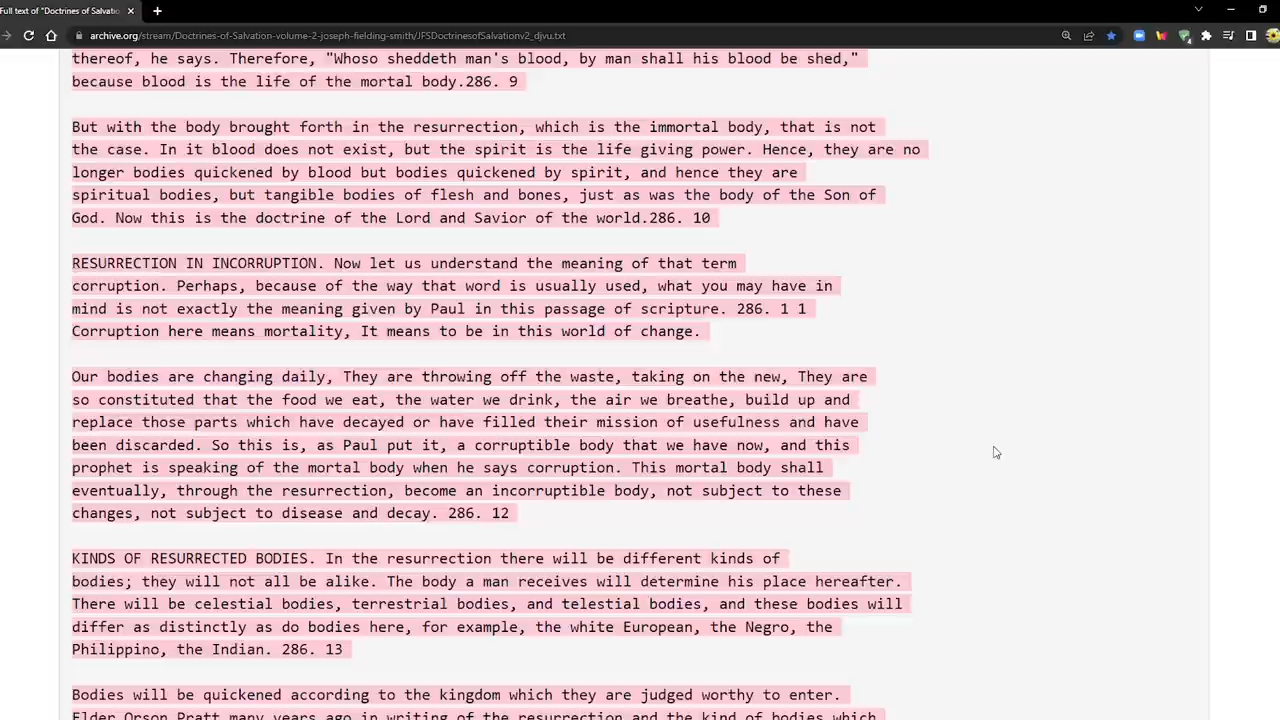 Full text of "Doctrines of Salvatio
archive.org/stream/Doctrines-of-Salvation-volume-2-joseph-fielding-smith/JFSDoctrinesofSalvationv2_djvu.txt
thereof, he says. Therefore, "Whoso sheddeth man's blood, by man shall his blood be shed,"
because blood is the life of the mortal body.286. 9
But with the body brought forth in the resurrection, which is the immortal body, that is not
the case. In it blood does not exist, but the spirit is the life giving power. Hence, they are no
longer bodies quickened by blood but bodies quickened by spirit, and hence they are
spiritual bodies, but tangible bodies of flesh and bones, just as was the body of the Son of
God. Now this is the doctrine of the Lord and Savior of the world.286. 10
RESURRECTION IN INCORRUPTION. Now let us understand the meaning of that term
corruption. Perhaps, because of the way that word is usually used, what you may have in
mind is not exactly the meaning given by Paul in this passage of scripture. 286. 1 1
Corruption here means mortality, It means to be in this world of change.
Our bodies are changing daily, They are throwing off the waste, taking on the new, They are
so constituted that the food we eat, the water we drink, the air we breathe, build up and
replace those parts which have decayed or have filled their mission of usefulness and have
been discarded. So this is, as Paul put it, a corruptible body that we have now, and this
prophet is speaking of the mortal body when he says corruption. This mortal body shall
eventually, through the resurrection, become an incorruptible body, not subject to these
changes, not subject to disease and decay. 286. 12
KINDS OF RESURRECTED BODIES. In the resurrection there will be different kinds of
bodies; they will not all be alike. The body a man receives will determine his place hereafter.
There will be celestial bodies, terrestrial bodies, and telestial bodies, and these bodies will
differ as distinctly as do bodies here, for example, the white European, the Negro, the
Philippino, the Indian. 286. 13
Bodies will be quickened according to the kingdom which they are judged worthy to enter.
Elder Orson Pratt many years ago in writing of the resurrection and the kind of bodies which